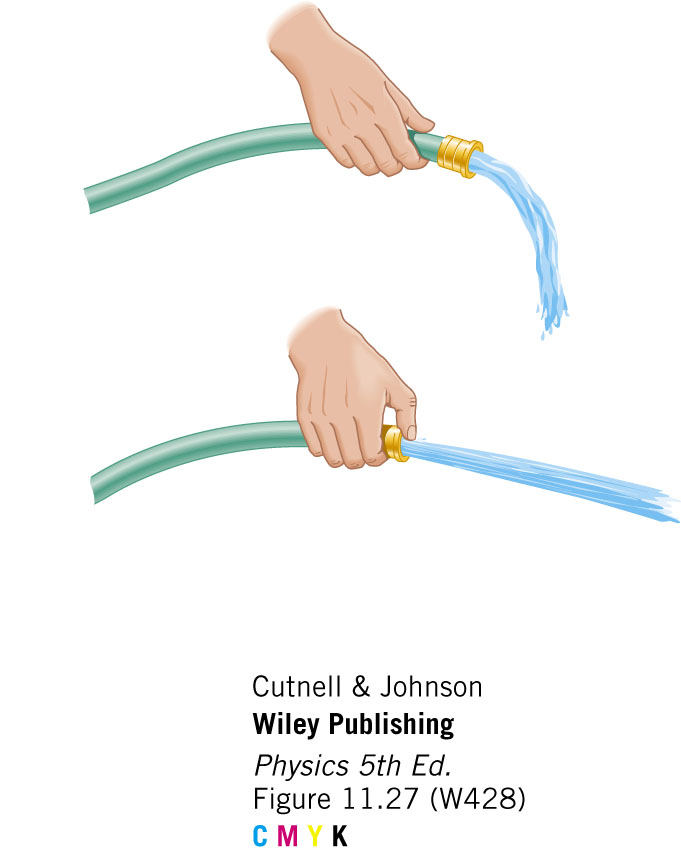 Cutnell & Johnson
Wiley Publishing
Physics 5th Ed.
Figure 11.27 (W428)
C M Y K